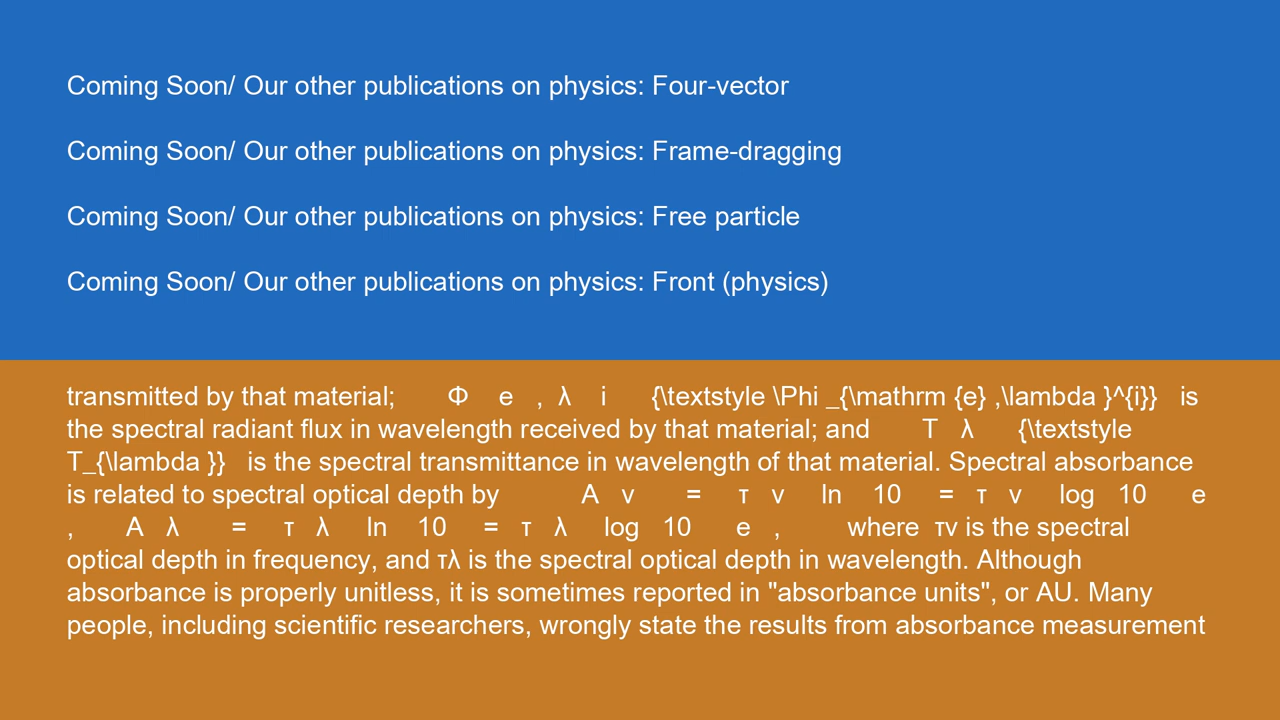 Coming Soon/ Our other publications on physics: Four-vector
Coming Soon/ Our other publications on physics: Frame-dragging
Coming Soon/ Our other publications on physics: Free particle
Coming Soon/ Our other publications on physics: Front (physics)
transmitted by that material; Φ e , λ i {\textstyle \Phi _{\mathrm {e} ,\lambda }^{i}} is
the spectral radiant flux in wavelength received by that material; and T λ {\textstyle
T_{\lambda }} is the spectral transmittance in wavelength of that material. Spectral absorbance
is related to spectral optical depth by A ν = τ ν ln 10 = τ ν log 10 e
, A λ = τ λ ln 10 = τ λ log 10 e , where τν is the spectral
optical depth in frequency, and τλ is the spectral optical depth in wavelength. Although
absorbance is properly unitless, it is sometimes reported in "absorbance units", or AU. Many
people, including scientific researchers, wrongly state the results from absorbance measurement